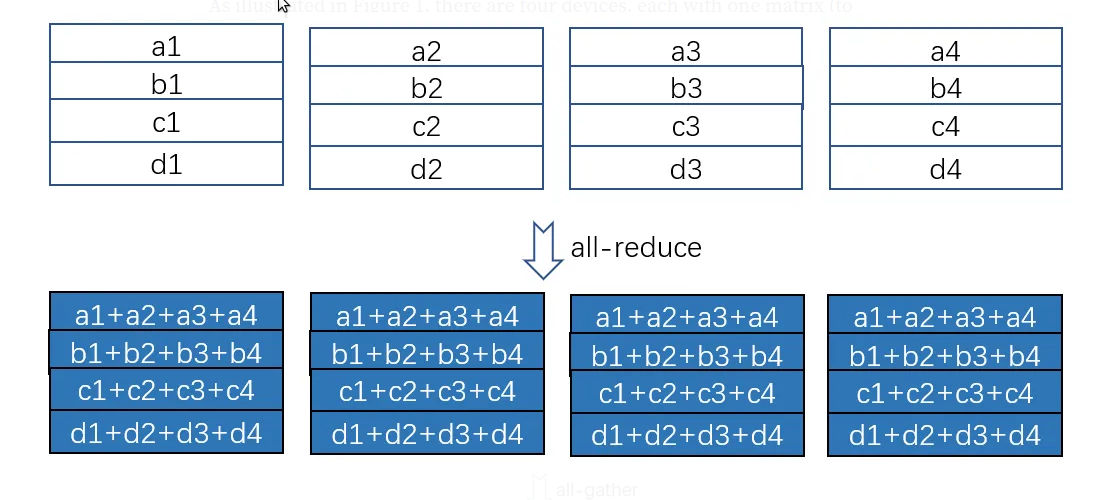 As illustrated in Figure 1, there are four devices, each with one matrix (to
a1 a2 a3 a4
b1 b2 b3 b4
c1 c2 c3 c4
d1 d2 d3 d4
all-reduce
a1+a2+a3+a4 a1+a2+a3+a4 a1+a2+a3+a4 a1+a2+a3+a4
b1+b2+b3+b4 b1+b2+b3+b4 b1+b2+b3+b4 b1+b2+b3+b4
c1+c2+c3+c4 c1+c2+c3+c4 c1+c2+c3+c4 c1+c2+c3+c4
d1+d2+d3+d4 d1+d2+d3+d4 d1+d2+d3+d4 d1+d2+d3+d4
all-gather